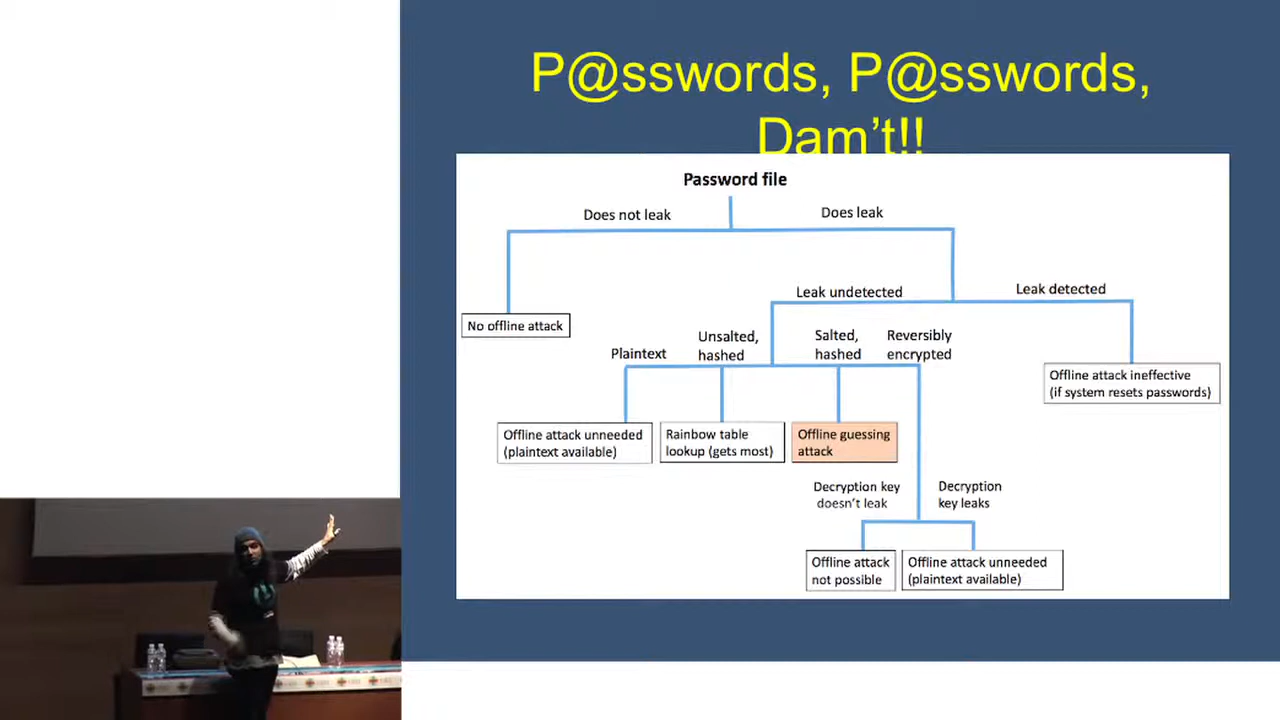 P@sswords, P@sswords,
Dam't!!
Password file
Does not leak
Does leak
Leak undetected
Leak detected
No offline attack
Plaintext
Unsalted,
hashed
Salted,
hashed
Reversibly
encrypted
Offline attack ineffective
(if system resets passwords)
Offline attack unneeded
(plaintext available)
Rainbow table
lookup (gets most)
Offline guessing
attack
Decryption key
doesn't leak
Decryption
key leaks
Offline attack
not possible
Offline attack unneeded
(plaintext available)